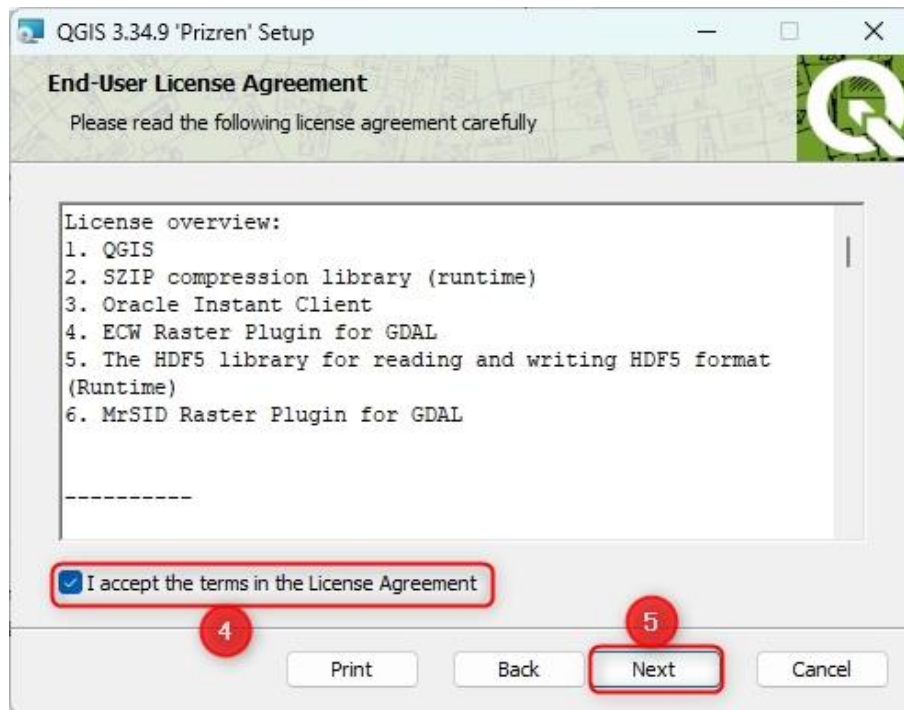 QGIS 3.34.9 'Prizren' Setup
End-User License Agreement
Please read the following license agreement carefully
License overview:
1. QGIS
2. SZIP compression library (runtime)
3. Oracle Instant Client
4. ECW Raster Plugin for GDAL
5. The HDF5 library for reading and writing HDF5 format
(Runtime)
6. MrSID Raster Plugin for GDAL
----------
I accept the terms in the License Agreement
4
5
Print Back Next Cancel